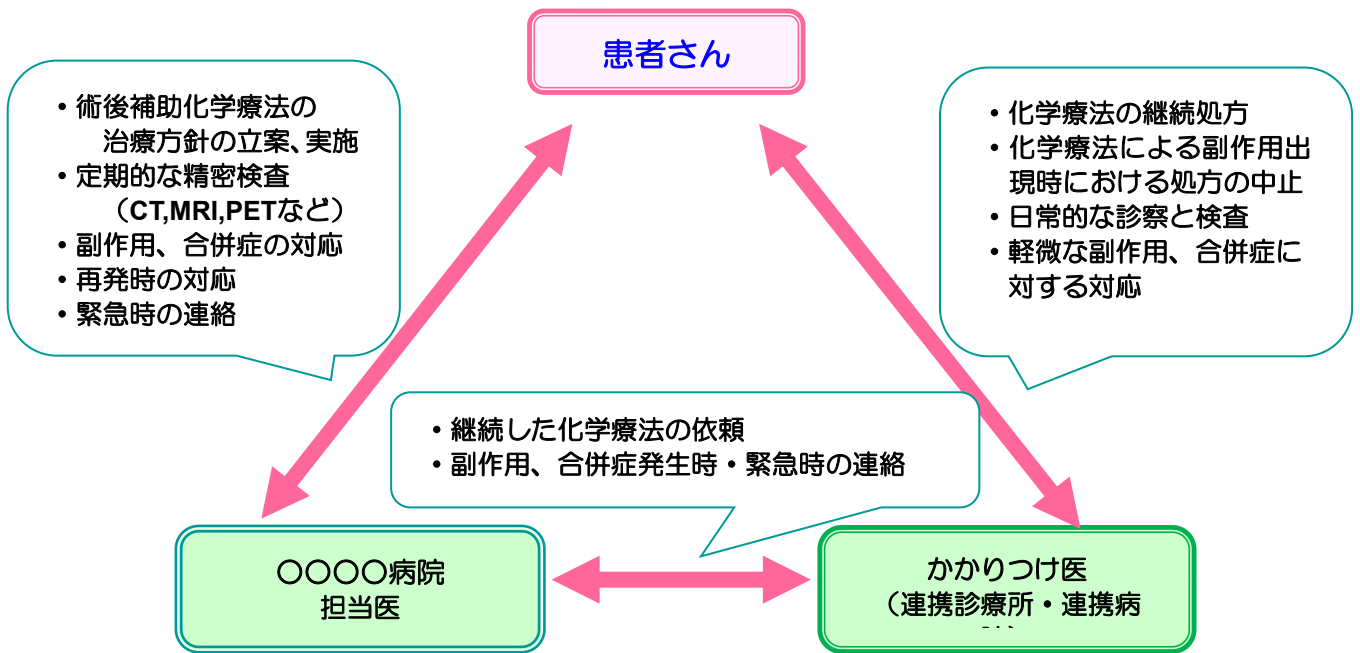 患者さん
・術後補助化学療法の
治療方針の立案、実施
・定期的な精密検査
（CT,MRI,PETなど）
・副作用、合併症の対応
・再発時の対応
・緊急時の連絡
・化学療法の継続処方
・化学療法による副作用出
現時における処方の中止
・日常的な診察と検査
・軽微な副作用、合併症に
対する対応
・継続した化学療法の依頼
・副作用、合併症発生時・緊急時の連絡
〇〇〇〇病院
担当医
かかりつけ医
（連携診療所・連携病